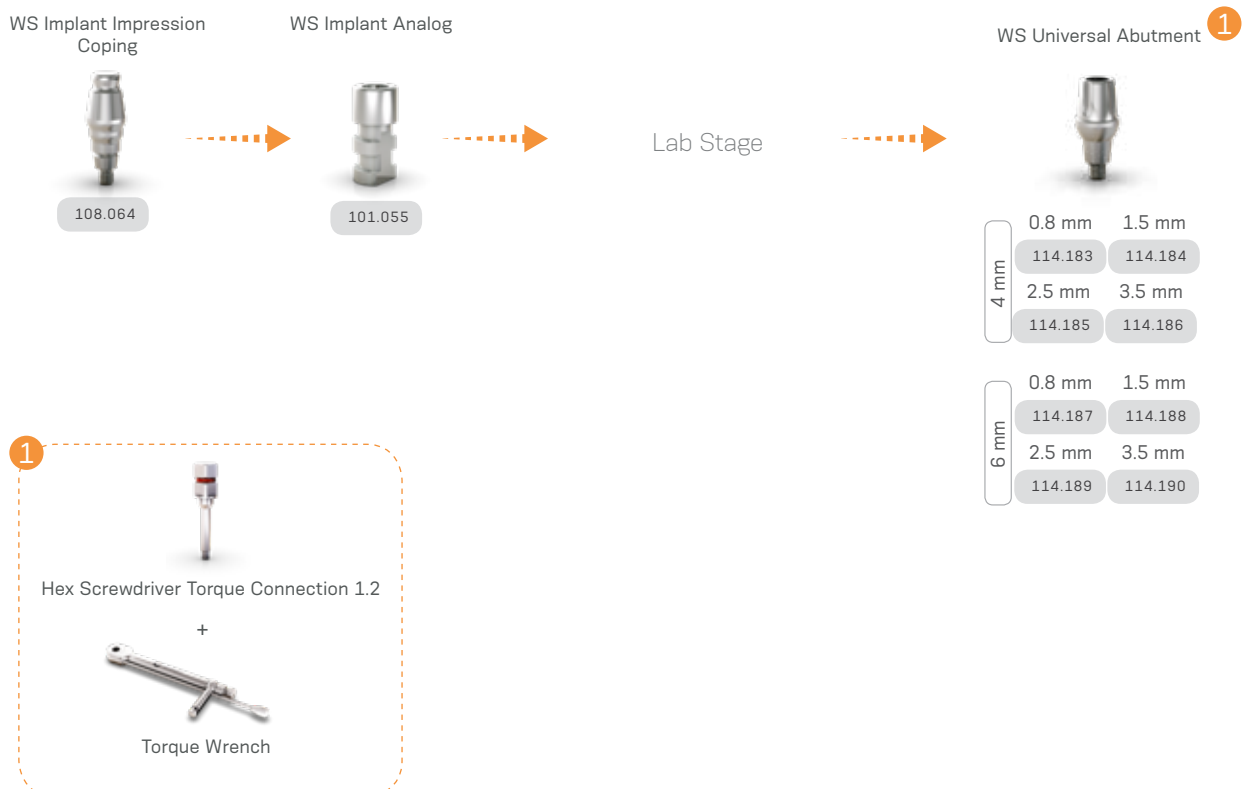 WS Implant Impression
Coping
108.064
WS Implant Analog
101.055
Lab Stage
WS Universal Abutment
1
4 mm
0.8 mm 1.5 mm
114.183 114.184
2.5 mm 3.5 mm
114.185 114.186
6 mm
0.8 mm 1.5 mm
114.187 114.188
2.5 mm 3.5 mm
114.189 114.190
1
Hex Screwdriver Torque Connection 1.2
+
Torque Wrench